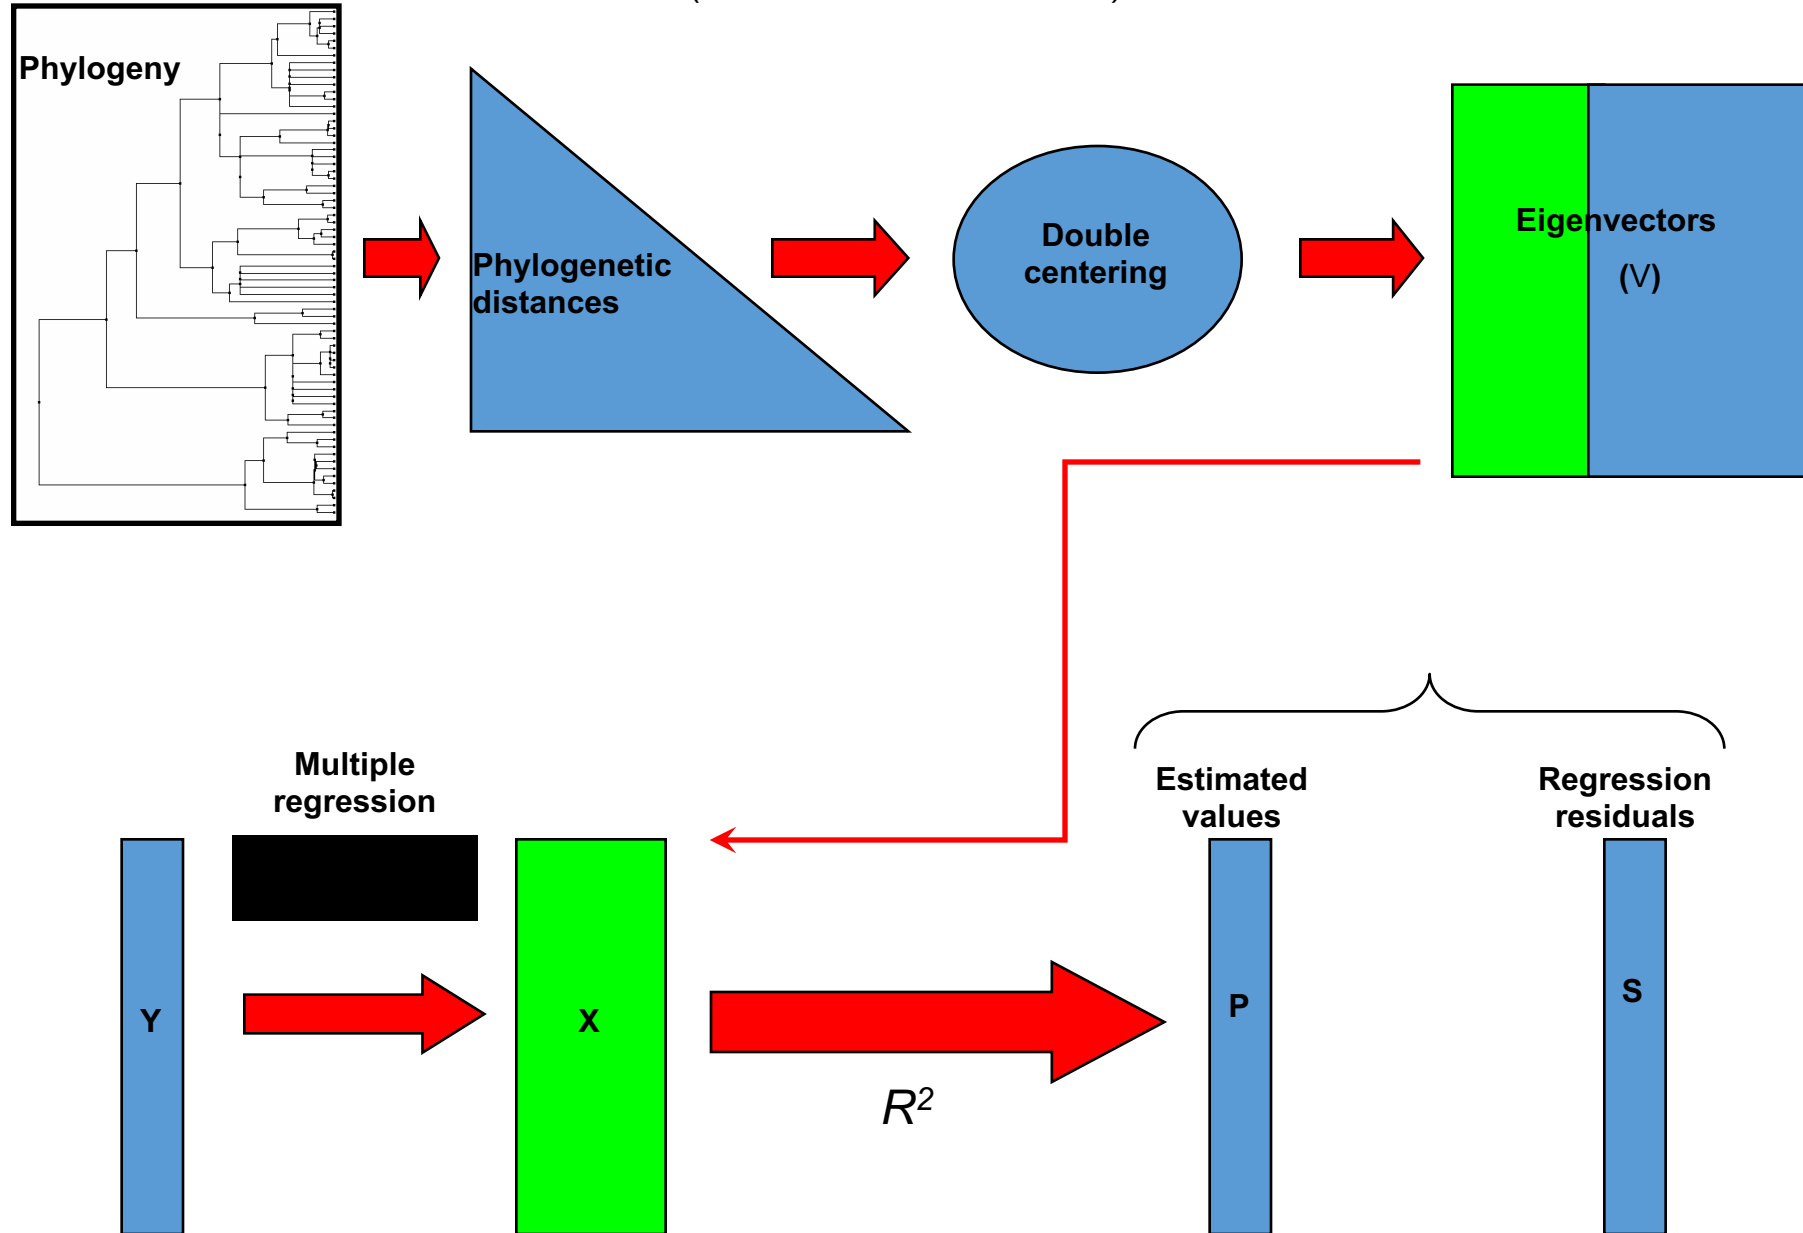 Phylogeny
Phylogenetic
distances
Double
centering
Eigenvectors
(V)
Multiple
regression
Estimated
values
Regression
residuals
Y
X
P
S
R²